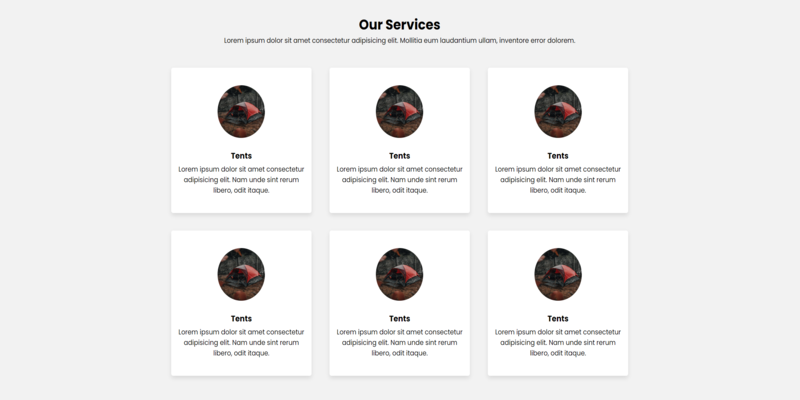 Our Services
Lorem ipsum dolor sit amet consectetur adipisicing elit. Mollitia eum laudantium ullam, inventore error dolorem.
Tents
Lorem ipsum dolor sit amet consectetur
adipisicing elit. Nam unde sint rerum
libero, odit itaque.
Tents
Lorem ipsum dolor sit amet consectetur
adipisicing elit. Nam unde sint rerum
libero, odit itaque.
Tents
Lorem ipsum dolor sit amet consectetur
adipisicing elit. Nam unde sint rerum
libero, odit itaque.
Tents
Lorem ipsum dolor sit amet consectetur
adipisicing elit. Nam unde sint rerum
libero, odit itaque.
Tents
Lorem ipsum dolor sit amet consectetur
adipisicing elit. Nam unde sint rerum
libero, odit itaque.
Tents
Lorem ipsum dolor sit amet consectetur
adipisicing elit. Nam unde sint rerum
libero, odit itaque.